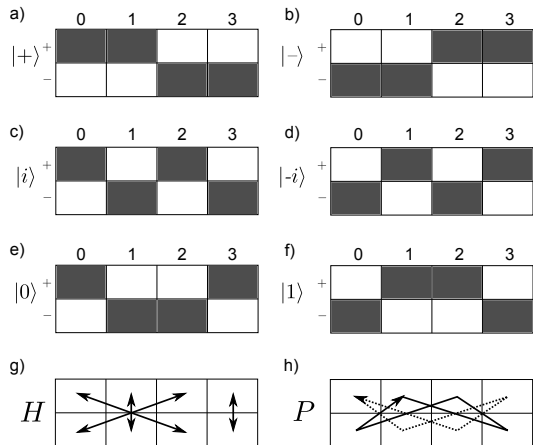 a) 0 1 2 3 b) 0 1 2 3
|+⟩ + − |−⟩ + −
c) 0 1 2 3 d) 0 1 2 3
|i⟩ + − |-i⟩ + −
e) 0 1 2 3 f) 0 1 2 3
|0⟩ + − |1⟩ + −
g) h)
H P